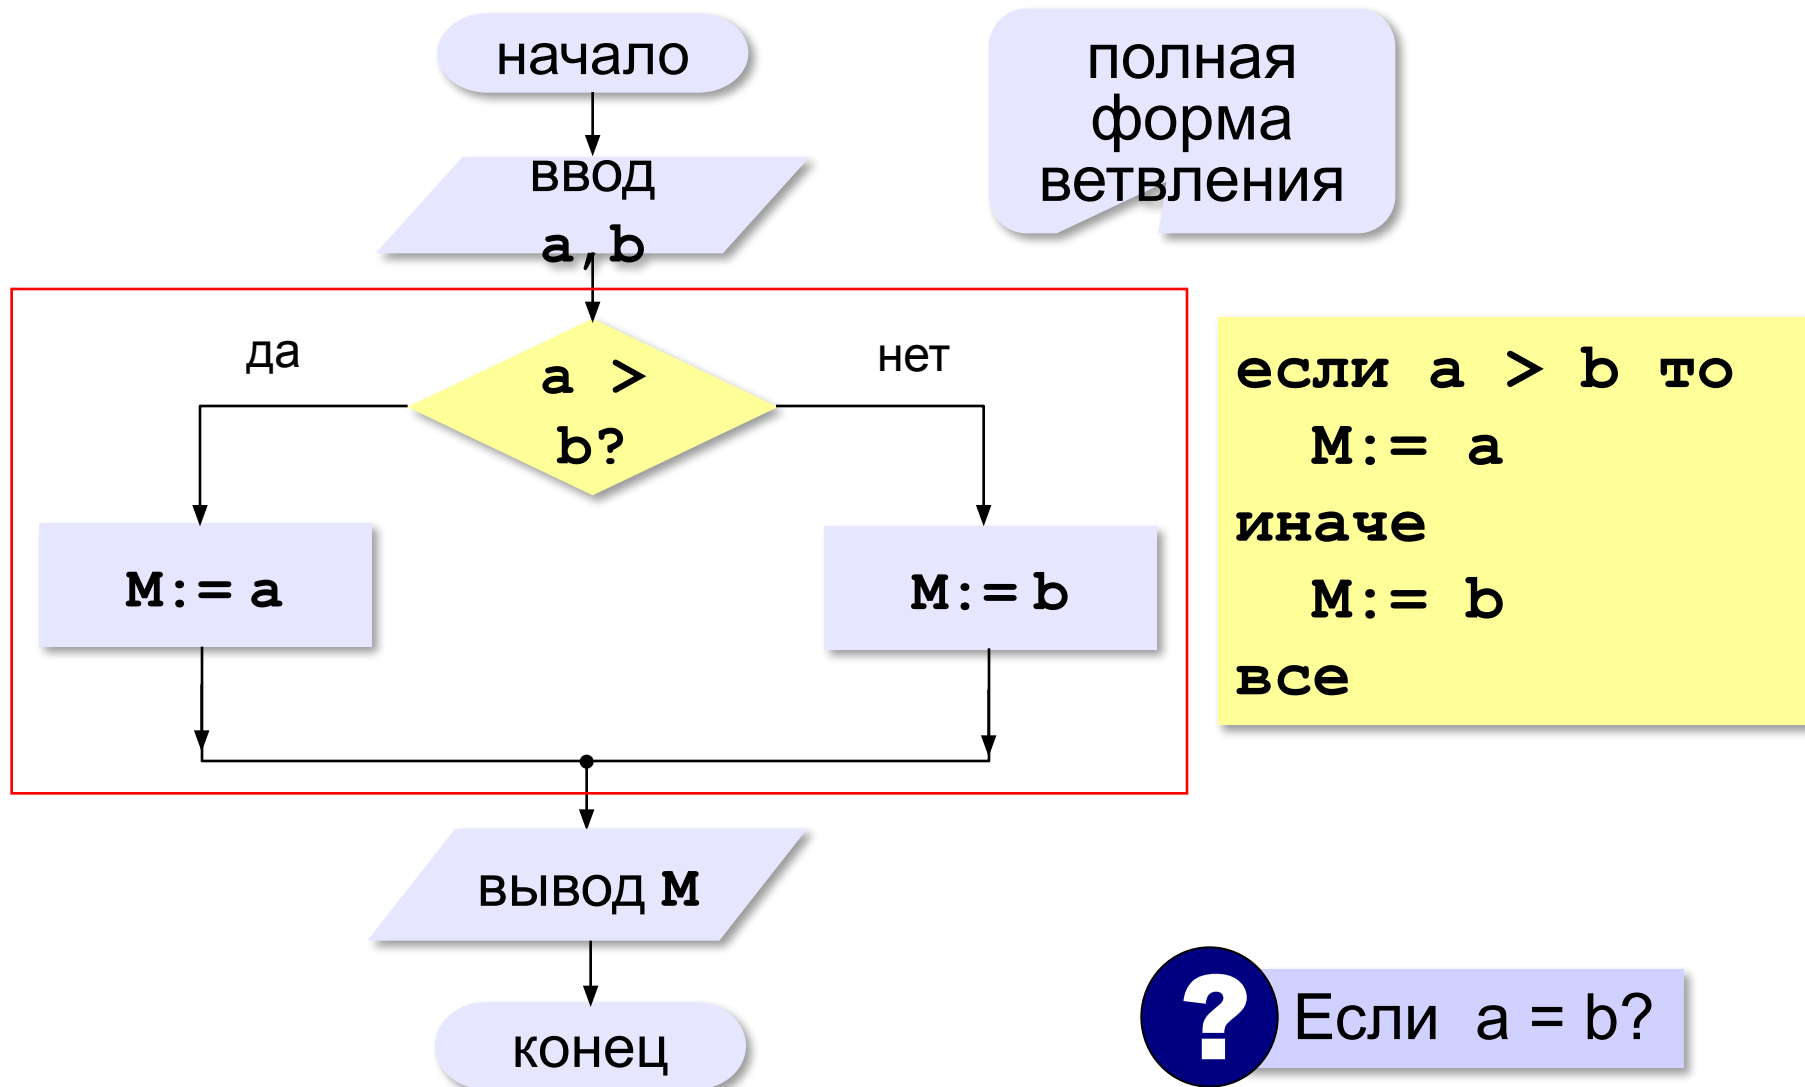 начало
полная
форма
ветвления
ввод
a,b
да
a >
b?
нет
M:= a
M:= b
если a > b то
M:= a
иначе
M:= b
все
вывод M
конец
? Если a = b?